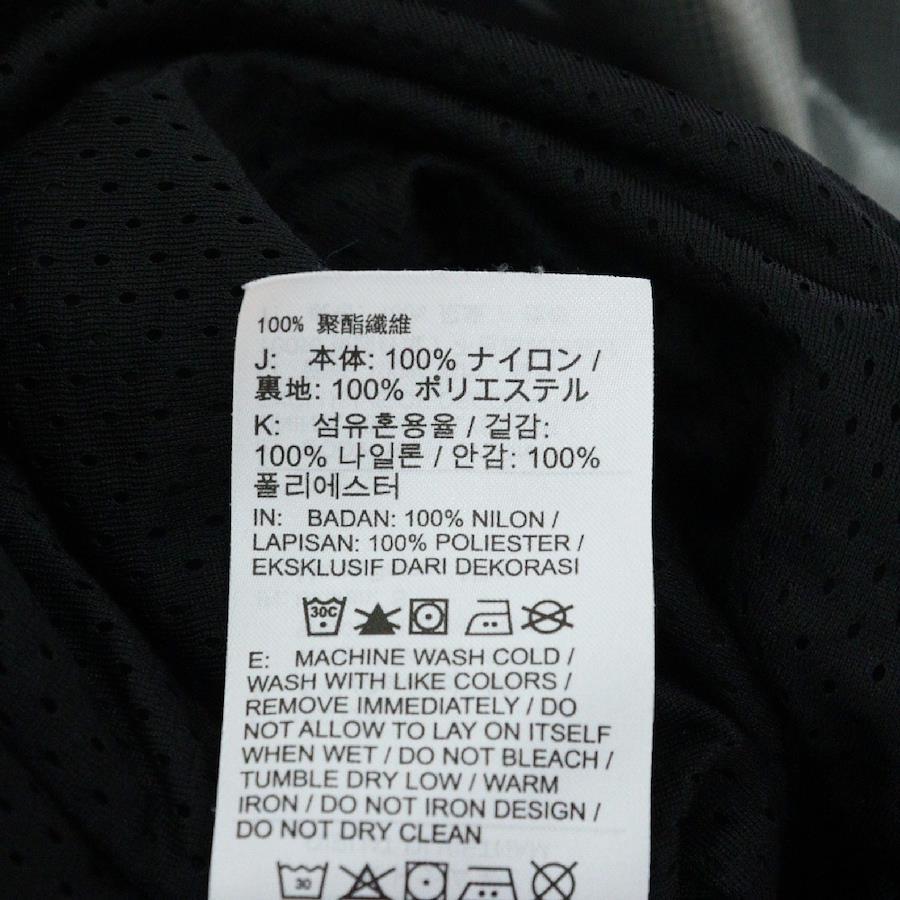 100% 聚酯纖維
J: 本体: 100% ナイロン /
裏地: 100% ポリエステル
K: 섬유혼용율 / 겉감:
100% 나일론 / 안감: 100%
폴리에스터
IN: BADAN: 100% NILON /
LAPISAN: 100% POLIESTER /
EKSKLUSIF DARI DEKORASI
30C
E: MACHINE WASH COLD /
WASH WITH LIKE COLORS /
REMOVE IMMEDIATELY / DO
NOT ALLOW TO LAY ON ITSELF
WHEN WET / DO NOT BLEACH /
TUMBLE DRY LOW / WARM
IRON / DO NOT IRON DESIGN /
DO NOT DRY CLEAN
30